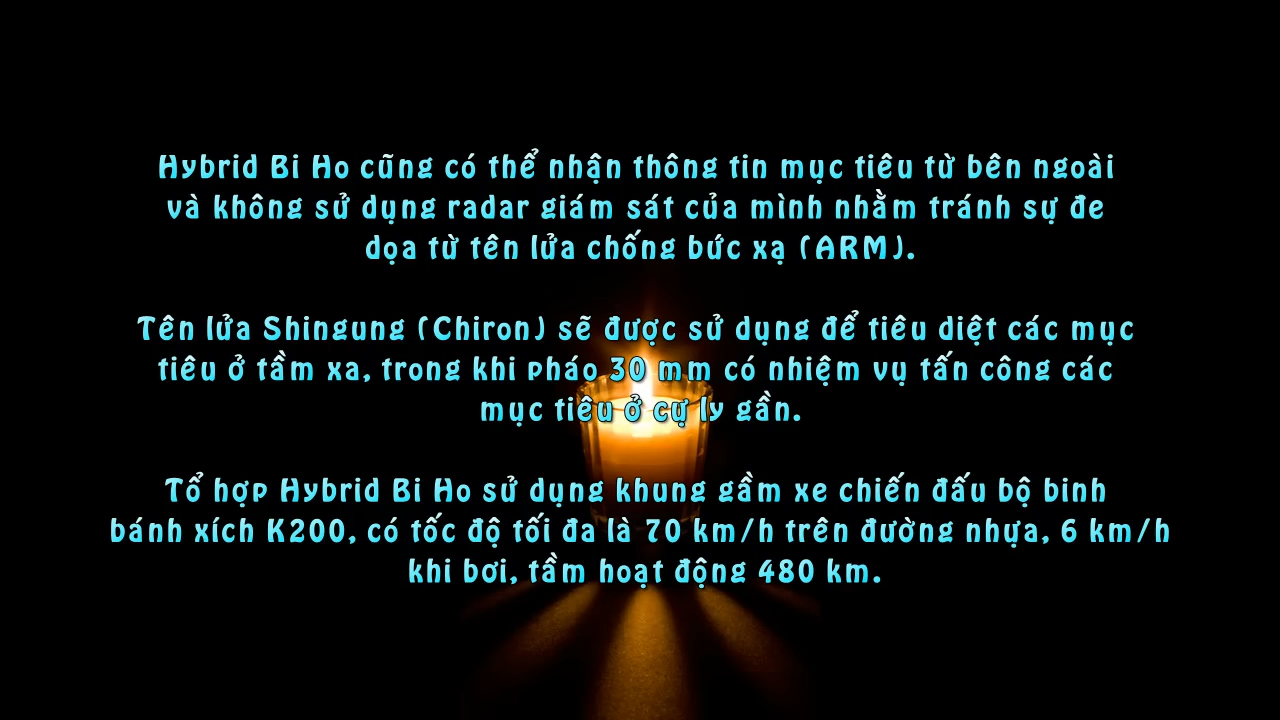 Hybrid Bi Ho cũng có thể nhận thông tin mục tiêu từ bên ngoài
và không sử dụng radar giám sát của mình nhằm tránh sự đe
dọa từ tên lửa chống bức xạ (ARM).
Tên lửa Shingung (Chiron) sẽ được sử dụng để tiêu diệt các mục
tiêu ở tầm xa, trong khi pháo 30 mm có nhiệm vụ tấn công các
mục tiêu ở cự ly gần.
Tổ hợp Hybrid Bi Ho sử dụng khung gầm xe chiến đấu bộ binh
bánh xích K200, có tốc độ tối đa là 70 km/h trên đường nhựa, 6 km/h
khi bơi, tầm hoạt động 480 km.